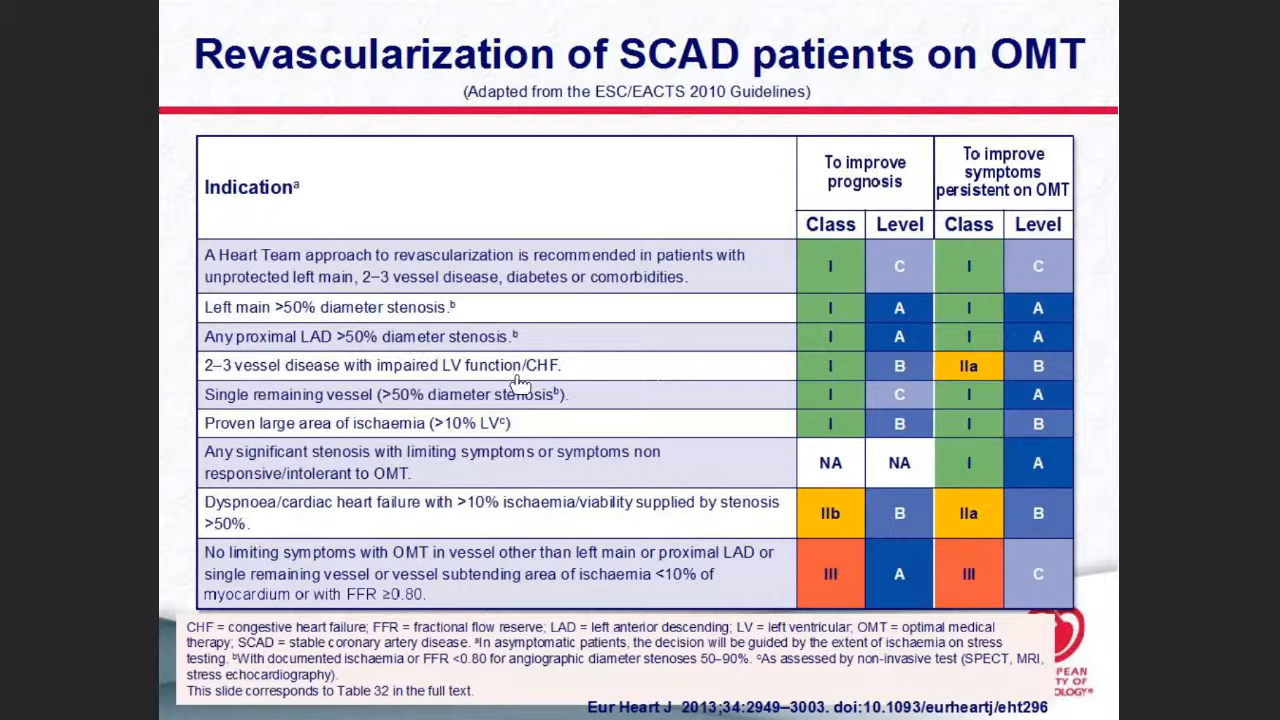 Revascularization of SCAD patients on OMT
(Adapted from the ESC/EACTS 2010 Guidelines)
Indicationᵃ
To improve
prognosis
To improve
symptoms
persistent on OMT
Class Level Class Level
A Heart Team approach to revascularization is recommended in patients with
unprotected left main, 2–3 vessel disease, diabetes or comorbidities.
I C I C
Left main >50% diameter stenosis.ᵇ I A I A
Any proximal LAD >50% diameter stenosis.ᵇ I A I A
2–3 vessel disease with impaired LV function/CHF. I B IIa B
Single remaining vessel (>50% diameter stenosisᵇ). I C I A
Proven large area of ischaemia (>10% LVᶜ) I B I B
Any significant stenosis with limiting symptoms or symptoms non
responsive/intolerant to OMT.
NA NA I A
Dyspnoea/cardiac heart failure with >10% ischaemia/viability supplied by stenosis
>50%.
IIb B IIa B
No limiting symptoms with OMT in vessel other than left main or proximal LAD or
single remaining vessel or vessel subtending area of ischaemia <10% of
myocardium or with FFR ≥0.80.
III A III C
CHF = congestive heart failure; FFR = fractional flow reserve; LAD = left anterior descending; LV = left ventricular; OMT = optimal medical
therapy; SCAD = stable coronary artery disease. ᵃIn asymptomatic patients, the decision will be guided by the extent of ischaemia on stress
testing. ᵇWith documented ischaemia or FFR <0.80 for angiographic diameter stenoses 50–90%. ᶜAs assessed by non-invasive test (SPECT, MRI,
stress echocardiography).
This slide corresponds to Table 32 in the full text.
PEAN
TY OF
OLOGY®
Eur Heart J 2013;34:2949–3003. doi:10.1093/eurheartj/eht296